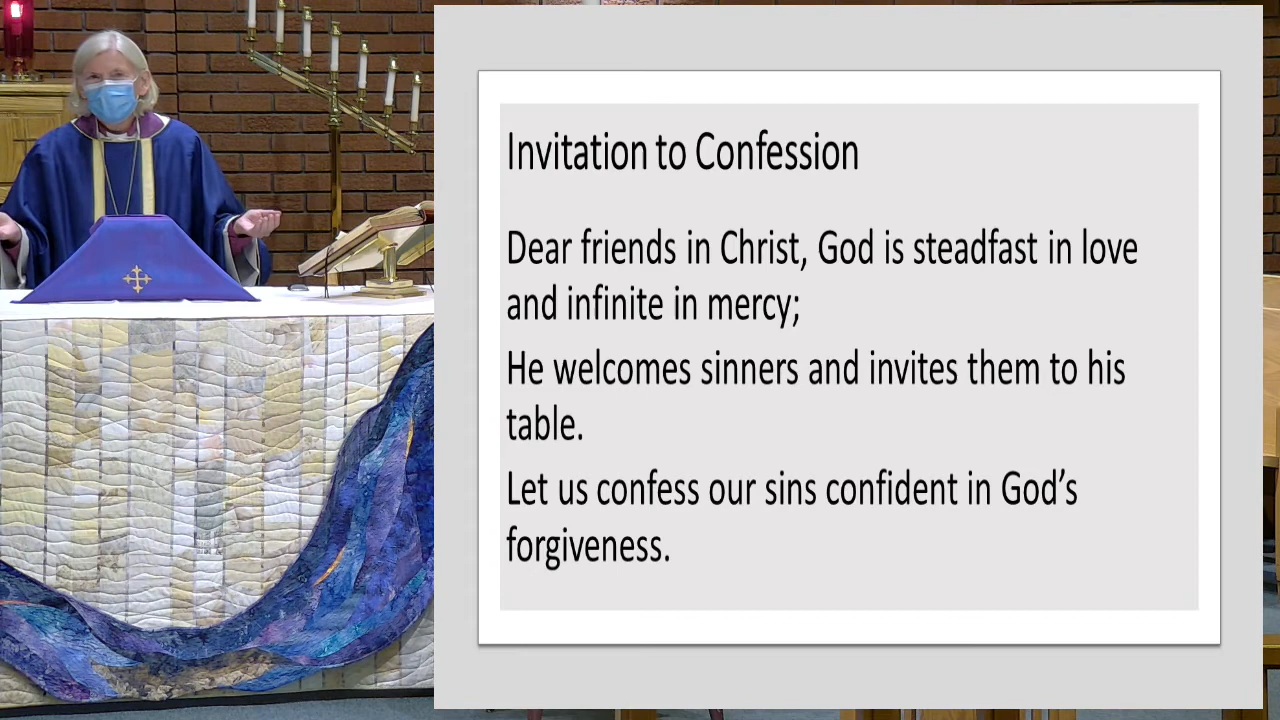 Invitation to Confession
Dear friends in Christ, God is steadfast in love
and infinite in mercy;
He welcomes sinners and invites them to his
table.
Let us confess our sins confident in God’s
forgiveness.